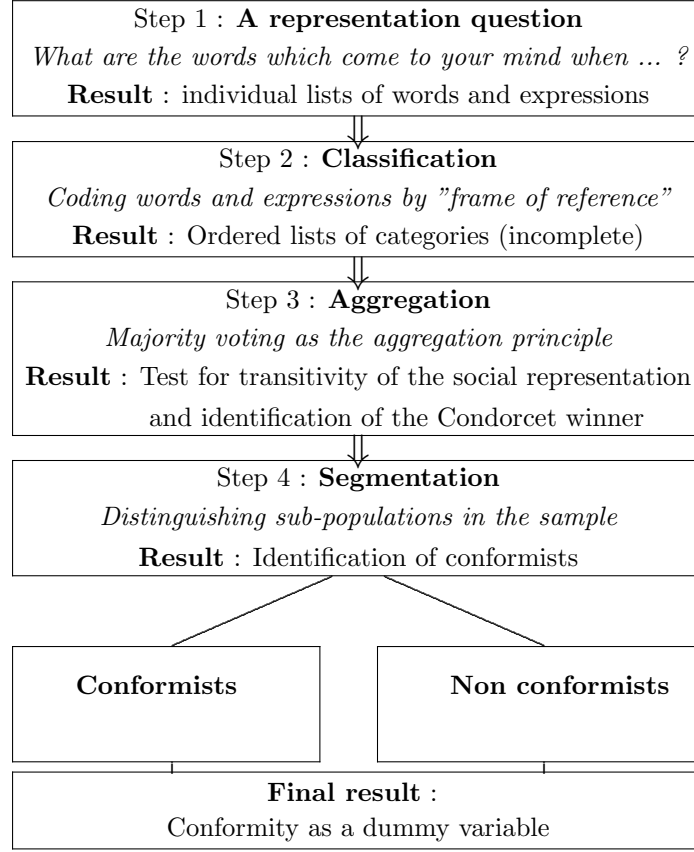 Step 1 : A representation question
What are the words which come to your mind when ... ?
Result : individual lists of words and expressions
Step 2 : Classification
Coding words and expressions by ”frame of reference”
Result : Ordered lists of categories (incomplete)
Step 3 : Aggregation
Majority voting as the aggregation principle
Result : Test for transitivity of the social representation
and identification of the Condorcet winner
Step 4 : Segmentation
Distinguishing sub-populations in the sample
Result : Identification of conformists
Conformists
Non conformists
Final result :
Conformity as a dummy variable